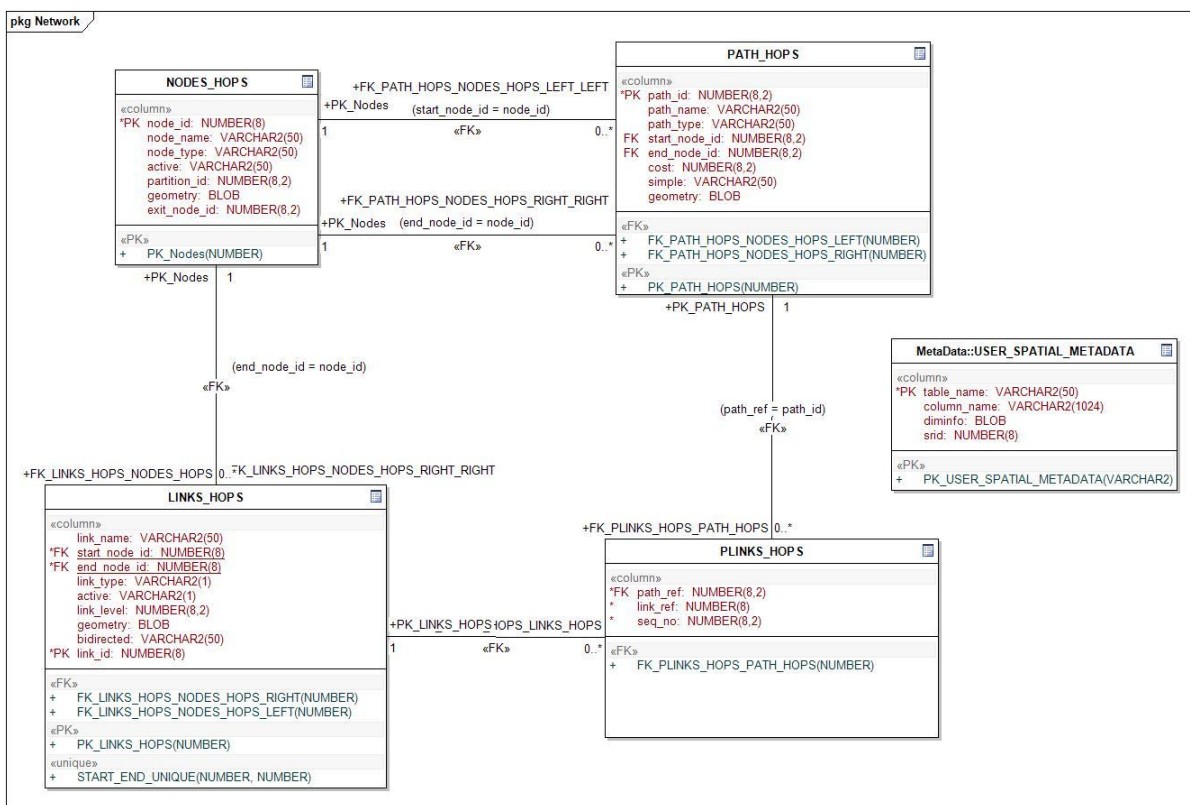 pkg Network
NODES_HOPS
«column»
*PK node_id: NUMBER(8)
node_name: VARCHAR2(50)
node_type: VARCHAR2(50)
active: VARCHAR2(50)
partition_id: NUMBER(8,2)
geometry: BLOB
exit_node_id: NUMBER(8,2)
«PK»
+ PK_Nodes(NUMBER)
+FK_PATH_HOPS_NODES_HOPS_LEFT_LEFT
+PK_Nodes (start_node_id = node_id)
1 «FK» 0..*
+FK_PATH_HOPS_NODES_HOPS_RIGHT_RIGHT
+PK_Nodes (end_node_id = node_id)
1 «FK» 0..*
PATH_HOPS
«column»
*PK path_id: NUMBER(8,2)
path_name: VARCHAR2(50)
path_type: VARCHAR2(50)
FK start_node_id: NUMBER(8,2)
FK end_node_id: NUMBER(8,2)
cost: NUMBER(8,2)
simple: VARCHAR2(50)
geometry: BLOB
«FK»
+ FK_PATH_HOPS_NODES_HOPS_LEFT(NUMBER)
+ FK_PATH_HOPS_NODES_HOPS_RIGHT(NUMBER)
«PK»
+ PK_PATH_HOPS(NUMBER)
+PK_Nodes 1
(end_node_id = node_id)
«FK»
+FK_LINKS_HOPS_NODES_HOPS 0..* FK_LINKS_HOPS_NODES_HOPS_RIGHT_RIGHT
+PK_PATH_HOPS 1
(path_ref = path_id)
«FK»
+FK_PLINKS_HOPS_PATH_HOPS 0..*
MetaData::USER_SPATIAL_METADATA
«column»
*PK table_name: VARCHAR2(50)
column_name: VARCHAR2(1024)
diminfo: BLOB
srid: NUMBER(8)
«PK»
+ PK_USER_SPATIAL_METADATA(VARCHAR2)
LINKS_HOPS
«column»
link_name: VARCHAR2(50)
*FK start_node_id: NUMBER(8)
*FK end_node_id: NUMBER(8)
link_type: VARCHAR2(1)
active: VARCHAR2(1)
link_level: NUMBER(8,2)
geometry: BLOB
bidirected: VARCHAR2(50)
*PK link_id: NUMBER(8)
«FK»
+ FK_LINKS_HOPS_NODES_HOPS_RIGHT(NUMBER)
+ FK_LINKS_HOPS_NODES_HOPS_LEFT(NUMBER)
«PK»
+ PK_LINKS_HOPS(NUMBER)
«unique»
+ START_END_UNIQUE(NUMBER, NUMBER)
+PK_LINKS_HOPS HOPS_LINKS_HOPS
1 «FK» 0..*
PLINKS_HOPS
«column»
*FK path_ref: NUMBER(8,2)
* link_ref: NUMBER(8)
* seq_no: NUMBER(8,2)
«FK»
+ FK_PLINKS_HOPS_PATH_HOPS(NUMBER)